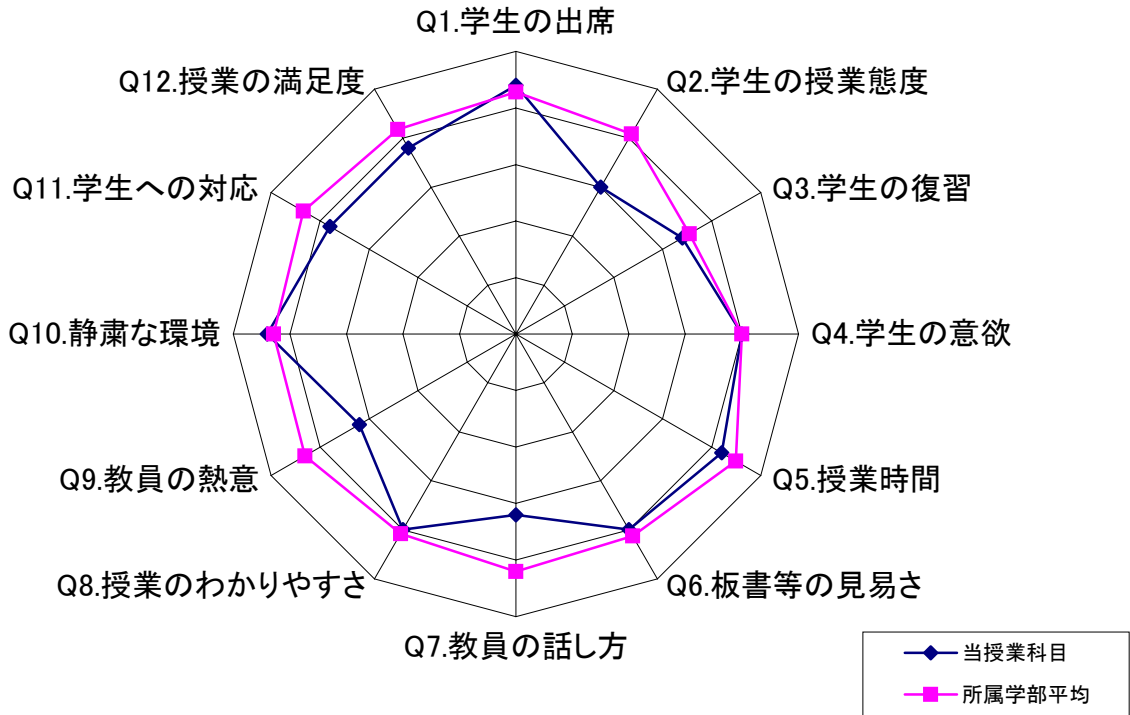 Q1.学生の出席
Q2.学生の授業態度
Q3.学生の復習
Q4.学生の意欲
Q5.授業時間
Q6.板書等の見易さ
Q7.教員の話し方
Q8.授業のわかりやすさ
Q9.教員の熱意
Q10.静粛な環境
Q11.学生への対応
Q12.授業の満足度
当授業科目
所属学部平均